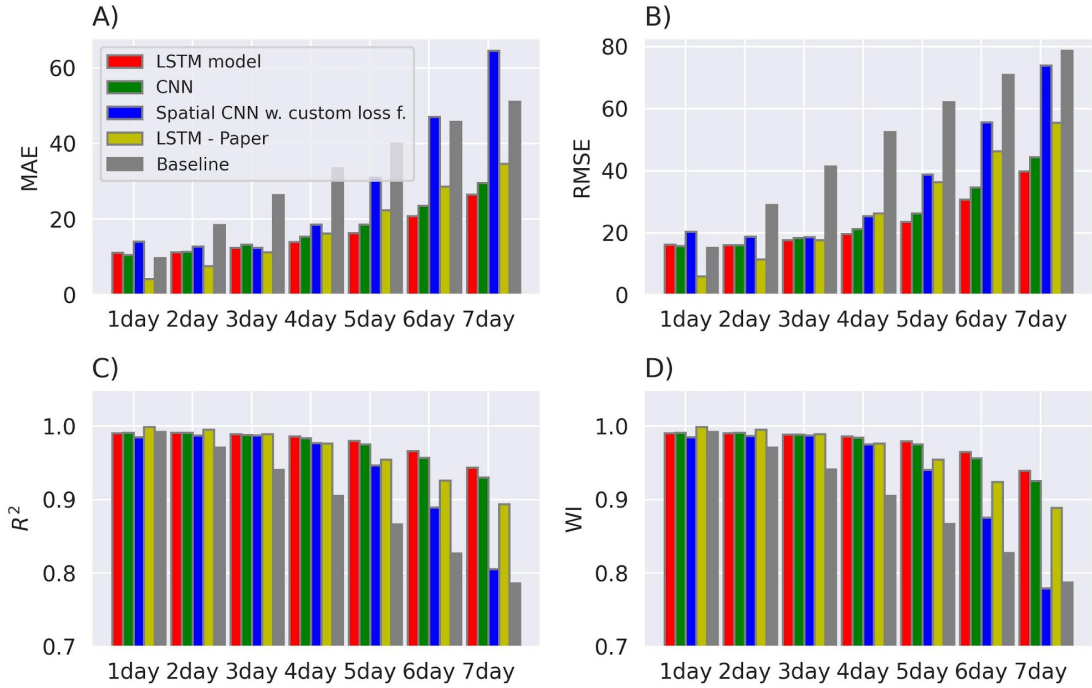 A)
MAE
60
40
20
0
LSTM model
CNN
Spatial CNN w. custom loss f.
LSTM - Paper
Baseline
1day 2day 3day 4day 5day 6day 7day
B)
RMSE
80
60
40
20
0
1day 2day 3day 4day 5day 6day 7day
C)
R²
1.0
0.9
0.8
0.7
1day 2day 3day 4day 5day 6day 7day
D)
WI
1.0
0.9
0.8
0.7
1day 2day 3day 4day 5day 6day 7day